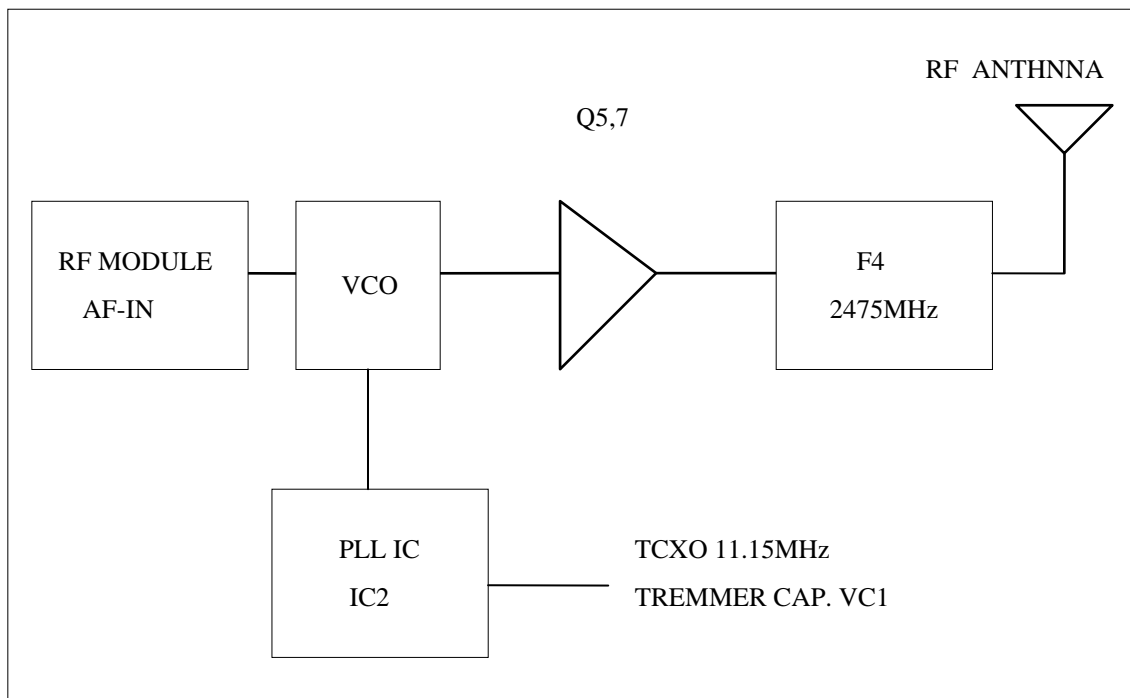 RF ANTHNNA
Q5,7
RF MODULE
AF-IN
VCO
F4
2475MHz
PLL IC
IC2
TCXO 11.15MHz
TREMMER CAP. VC1